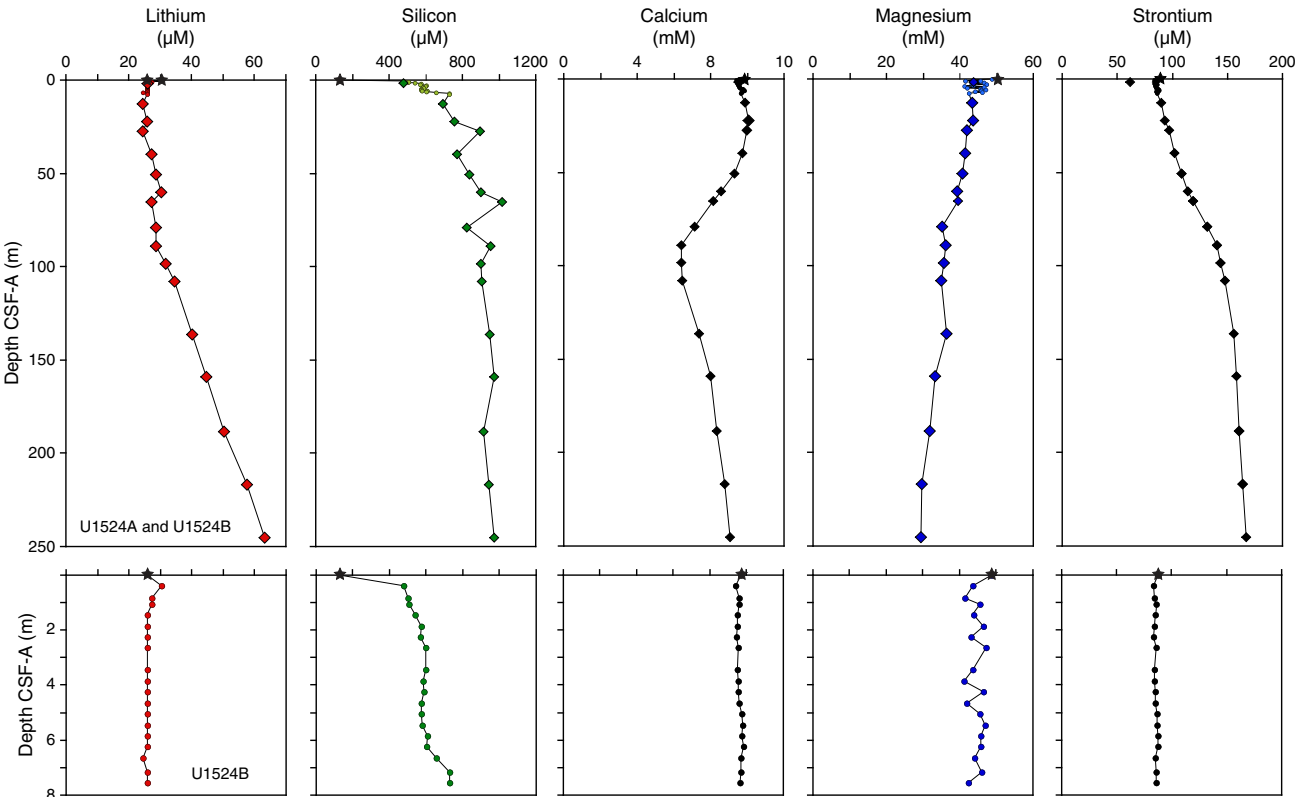 Lithium
(µM)
Silicon
(µM)
Calcium
(mM)
Magnesium
(mM)
Strontium
(µM)
0 20 40 60
0 400 800 1200
0 4 8 10
0 20 40 60
0 50 100 150 200
Depth CSF-A (m)
0
50
100
150
200
250
U1524A and U1524B
Depth CSF-A (m)
2
4
6
8
U1524B